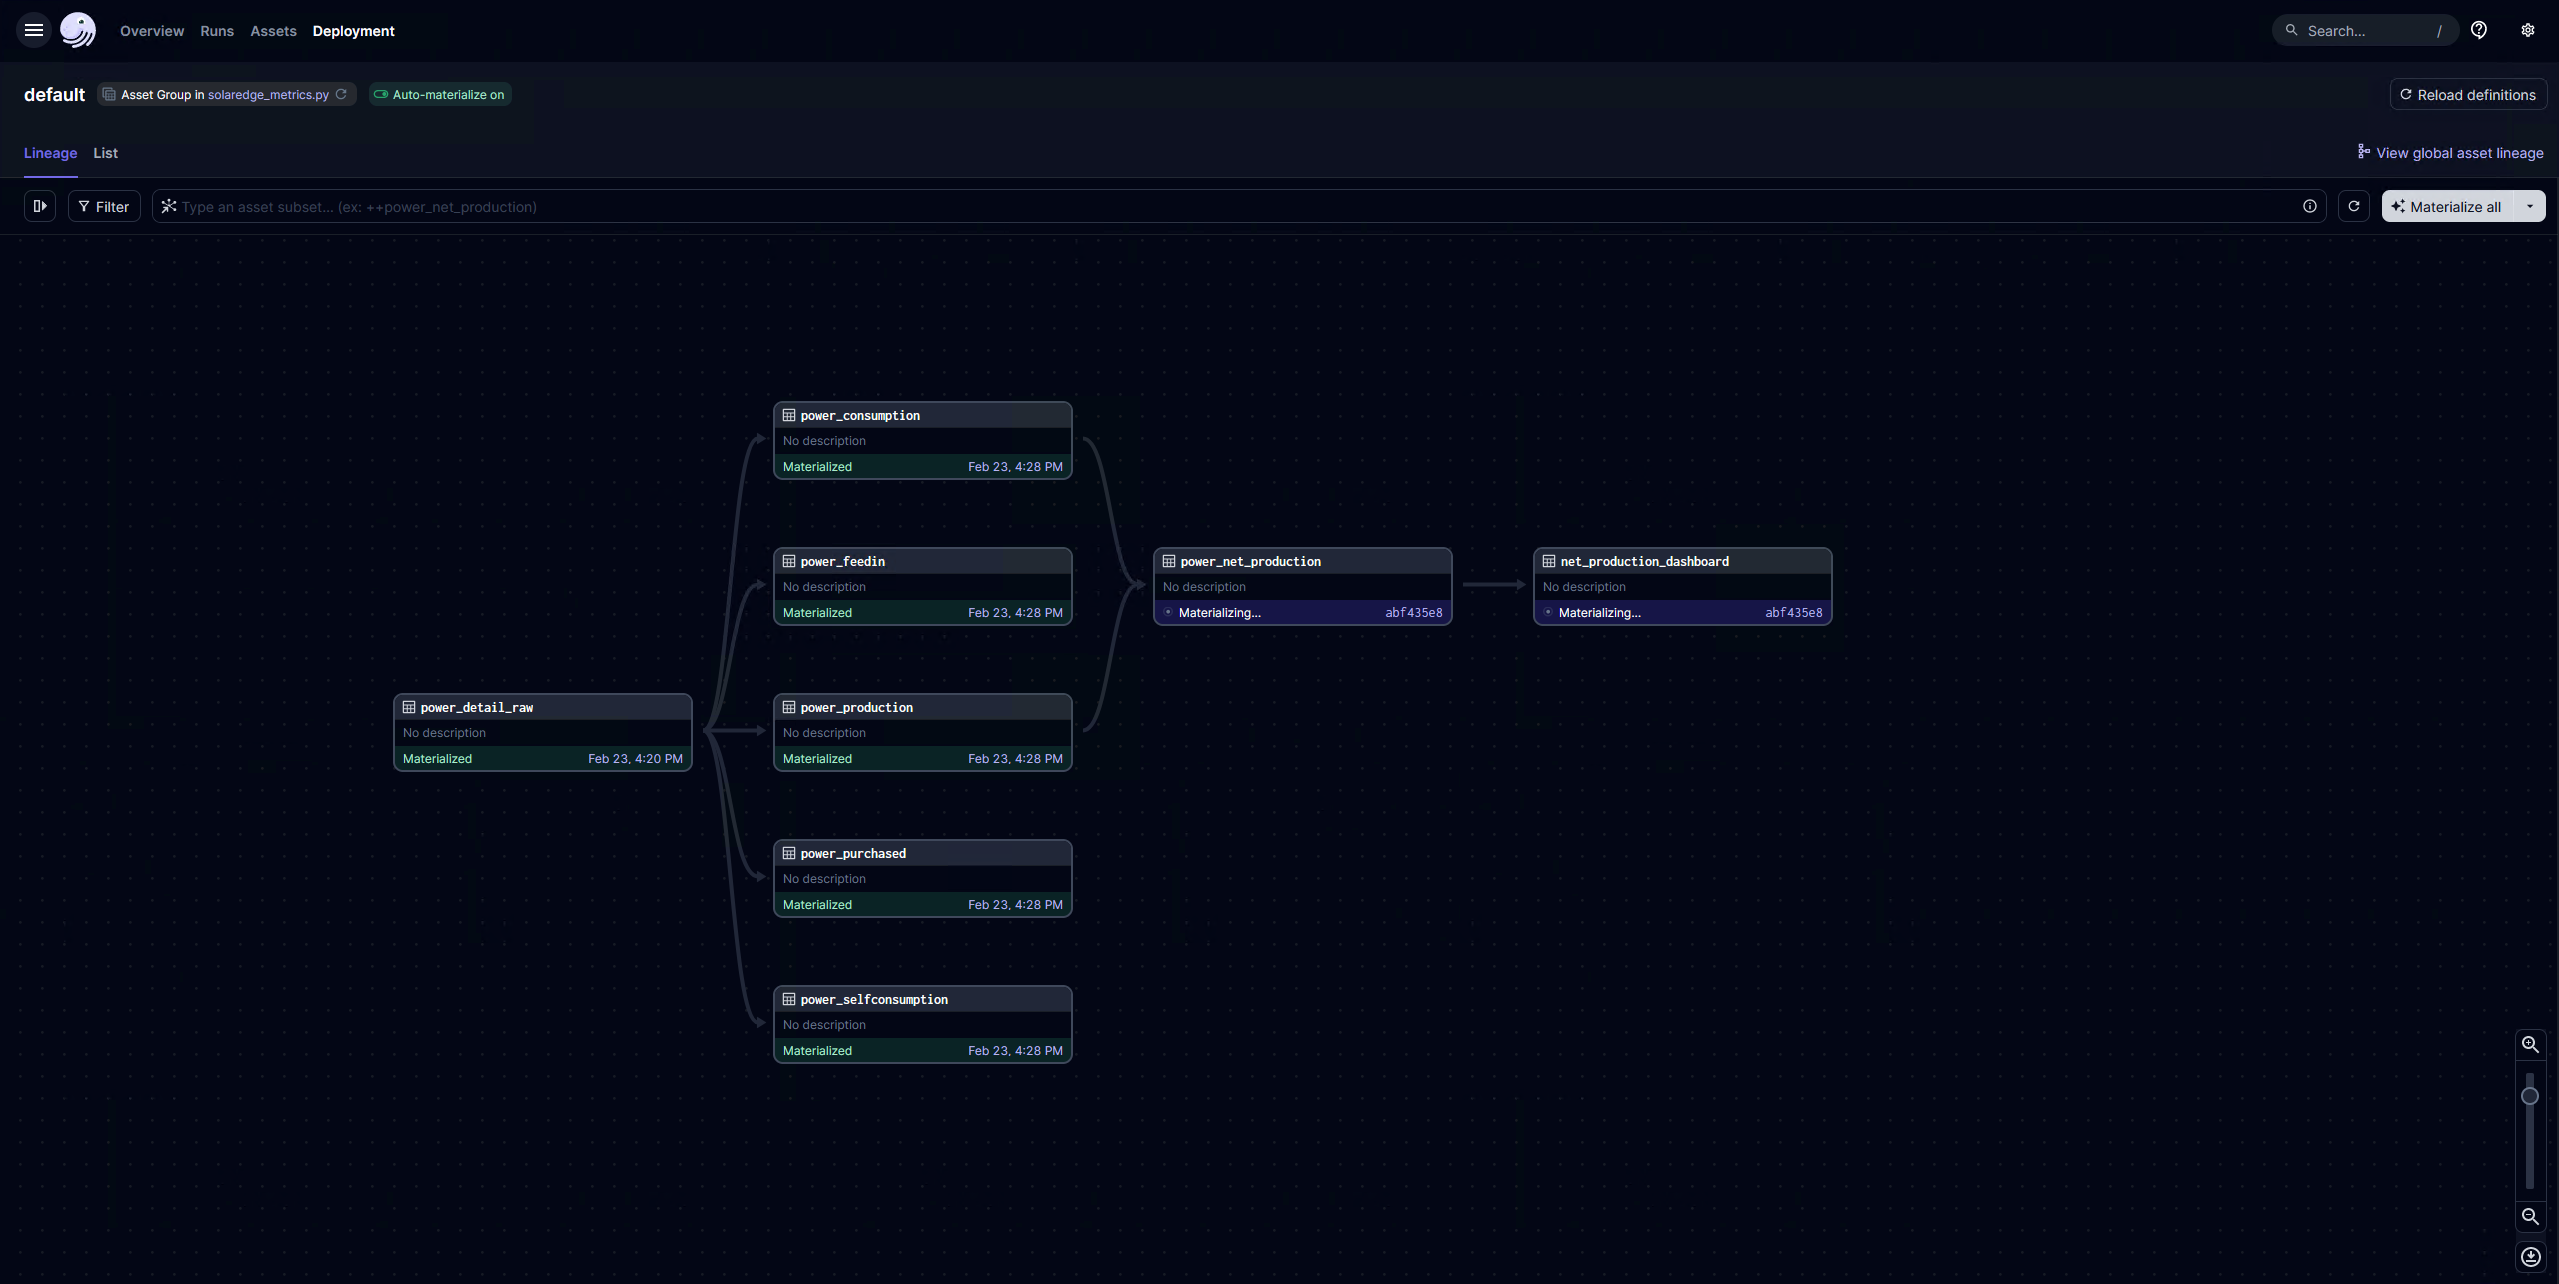 Overview Runs Assets Deployment
Search... /
default
Asset Group in solaredge_metrics.py
Auto-materialize on
Reload definitions
Lineage List
View global asset lineage
Filter
Type an asset subset... (ex: ++power_net_production)
Materialize all
power_consumption
No description
Materialized Feb 23, 4:28 PM
power_feedin
No description
Materialized Feb 23, 4:28 PM
power_net_production
No description
Materializing... abf435e8
net_production_dashboard
No description
Materializing... abf435e8
power_detail_raw
No description
Materialized Feb 23, 4:20 PM
power_production
No description
Materialized Feb 23, 4:28 PM
power_purchased
No description
Materialized Feb 23, 4:28 PM
power_selfconsumption
No description
Materialized Feb 23, 4:28 PM